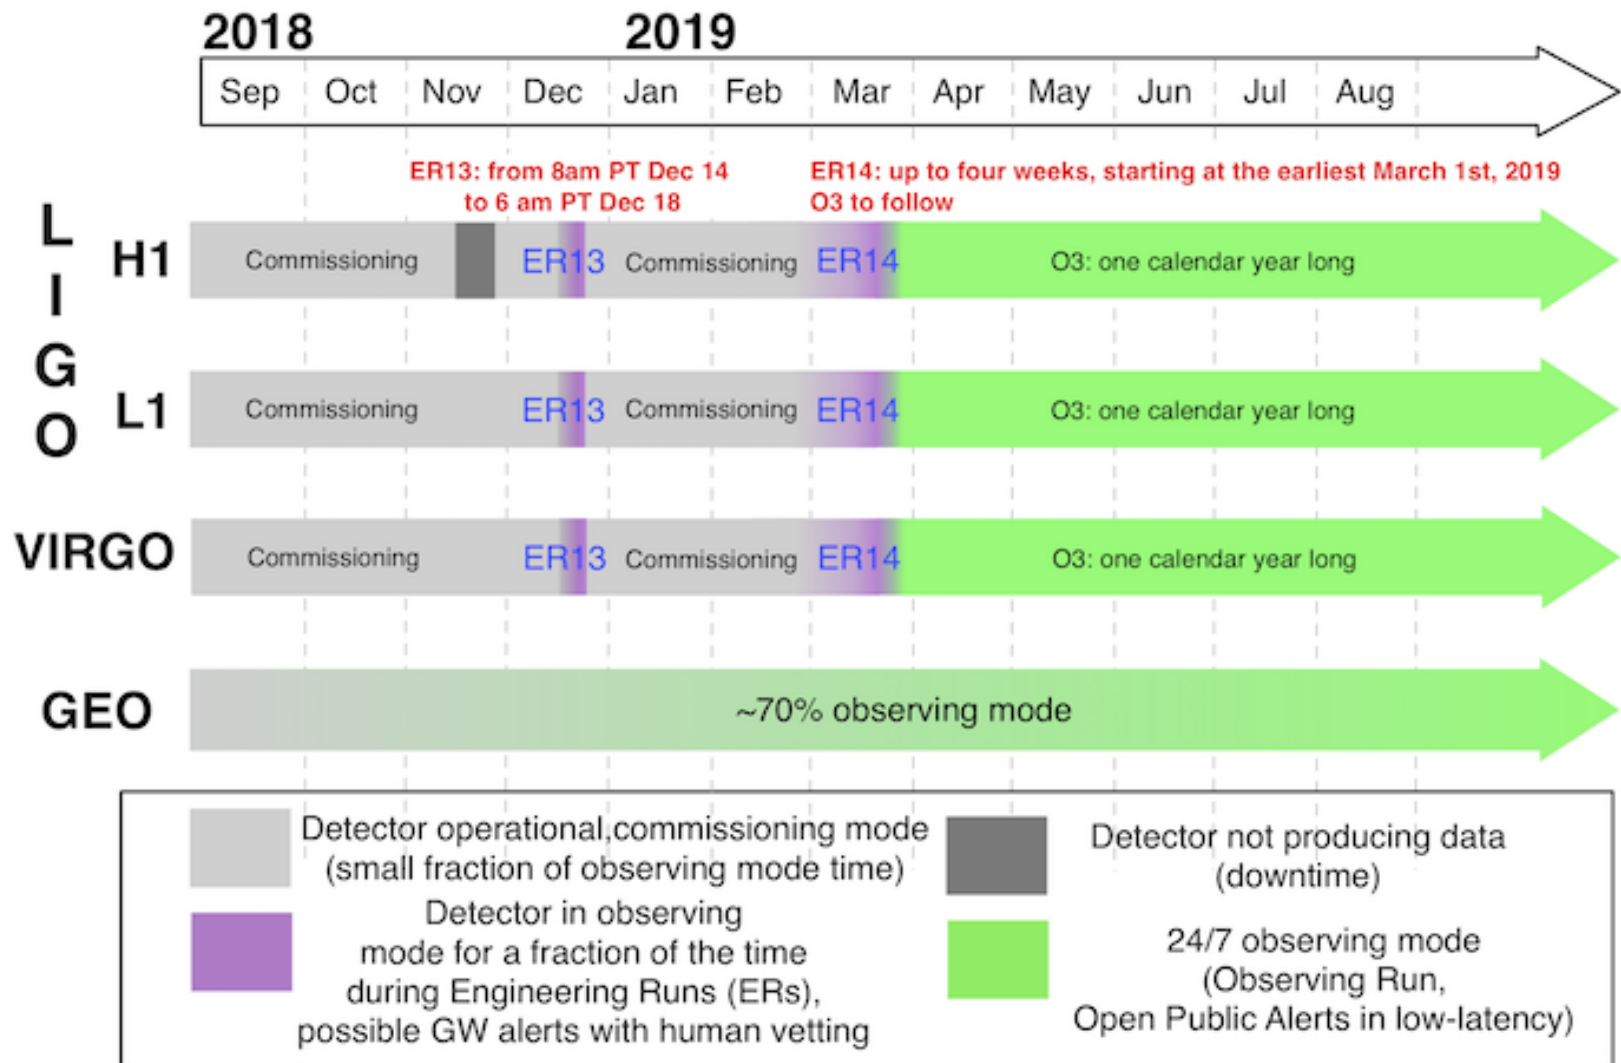 2018 2019
Sep Oct Nov Dec Jan Feb Mar Apr May Jun Jul Aug
ER13: from 8am PT Dec 14
to 6 am PT Dec 18
ER14: up to four weeks, starting at the earliest March 1st, 2019
O3 to follow
LIGO
H1 Commissioning ER13 Commissioning ER14 O3: one calendar year long
L1 Commissioning ER13 Commissioning ER14 O3: one calendar year long
VIRGO Commissioning ER13 Commissioning ER14 O3: one calendar year long
GEO ~70% observing mode
Detector operational,commissioning mode
(small fraction of observing mode time)
Detector not producing data
(downtime)
Detector in observing
mode for a fraction of the time
during Engineering Runs (ERs),
possible GW alerts with human vetting
24/7 observing mode
(Observing Run,
Open Public Alerts in low-latency)